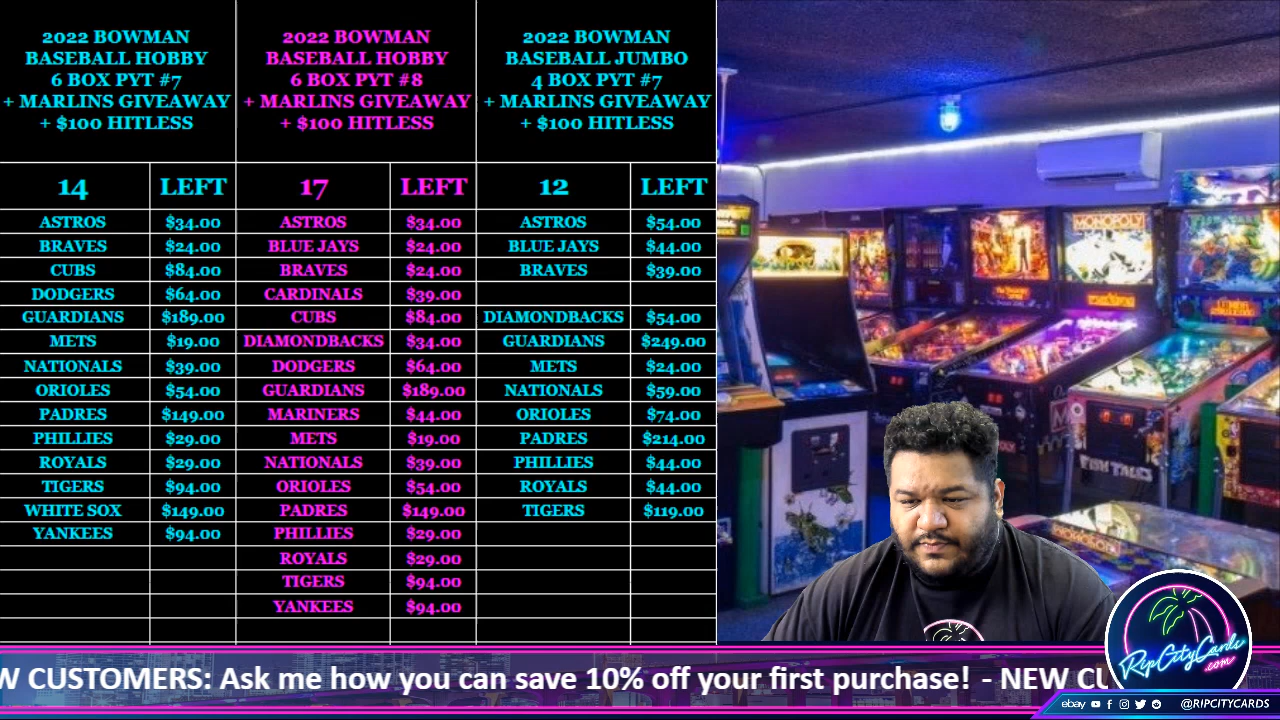 2022 BOWMAN
BASEBALL HOBBY
6 BOX PYT #7
+ MARLINS GIVEAWAY
+ $100 HITLESS
14 LEFT
ASTROS $34.00
BRAVES $24.00
CUBS $84.00
DODGERS $64.00
GUARDIANS $189.00
METS $19.00
NATIONALS $39.00
ORIOLES $54.00
PADRES $149.00
PHILLIES $29.00
ROYALS $29.00
TIGERS $94.00
WHITE SOX $149.00
YANKEES $94.00
2022 BOWMAN
BASEBALL HOBBY
6 BOX PYT #8
+ MARLINS GIVEAWAY
+ $100 HITLESS
17 LEFT
ASTROS $34.00
BLUE JAYS $24.00
BRAVES $24.00
CARDINALS $39.00
CUBS $84.00
DIAMONDBACKS $34.00
DODGERS $64.00
GUARDIANS $189.00
MARINERS $44.00
METS $19.00
NATIONALS $39.00
ORIOLES $54.00
PADRES $149.00
PHILLIES $29.00
ROYALS $29.00
TIGERS $94.00
YANKEES $94.00
2022 BOWMAN
BASEBALL JUMBO
4 BOX PYT #7
+ MARLINS GIVEAWAY
+ $100 HITLESS
12 LEFT
ASTROS $54.00
BLUE JAYS $44.00
BRAVES $39.00
DIAMONDBACKS $54.00
GUARDIANS $249.00
METS $24.00
NATIONALS $59.00
ORIOLES $74.00
PADRES $214.00
PHILLIES $44.00
ROYALS $44.00
TIGERS $119.00
MONOPOLY
FISH TALES
W CUSTOMERS: Ask me how you can save 10% off your first purchase! - NEW CU
RipCityCards
.com
ebay @RIPCITYCARDS